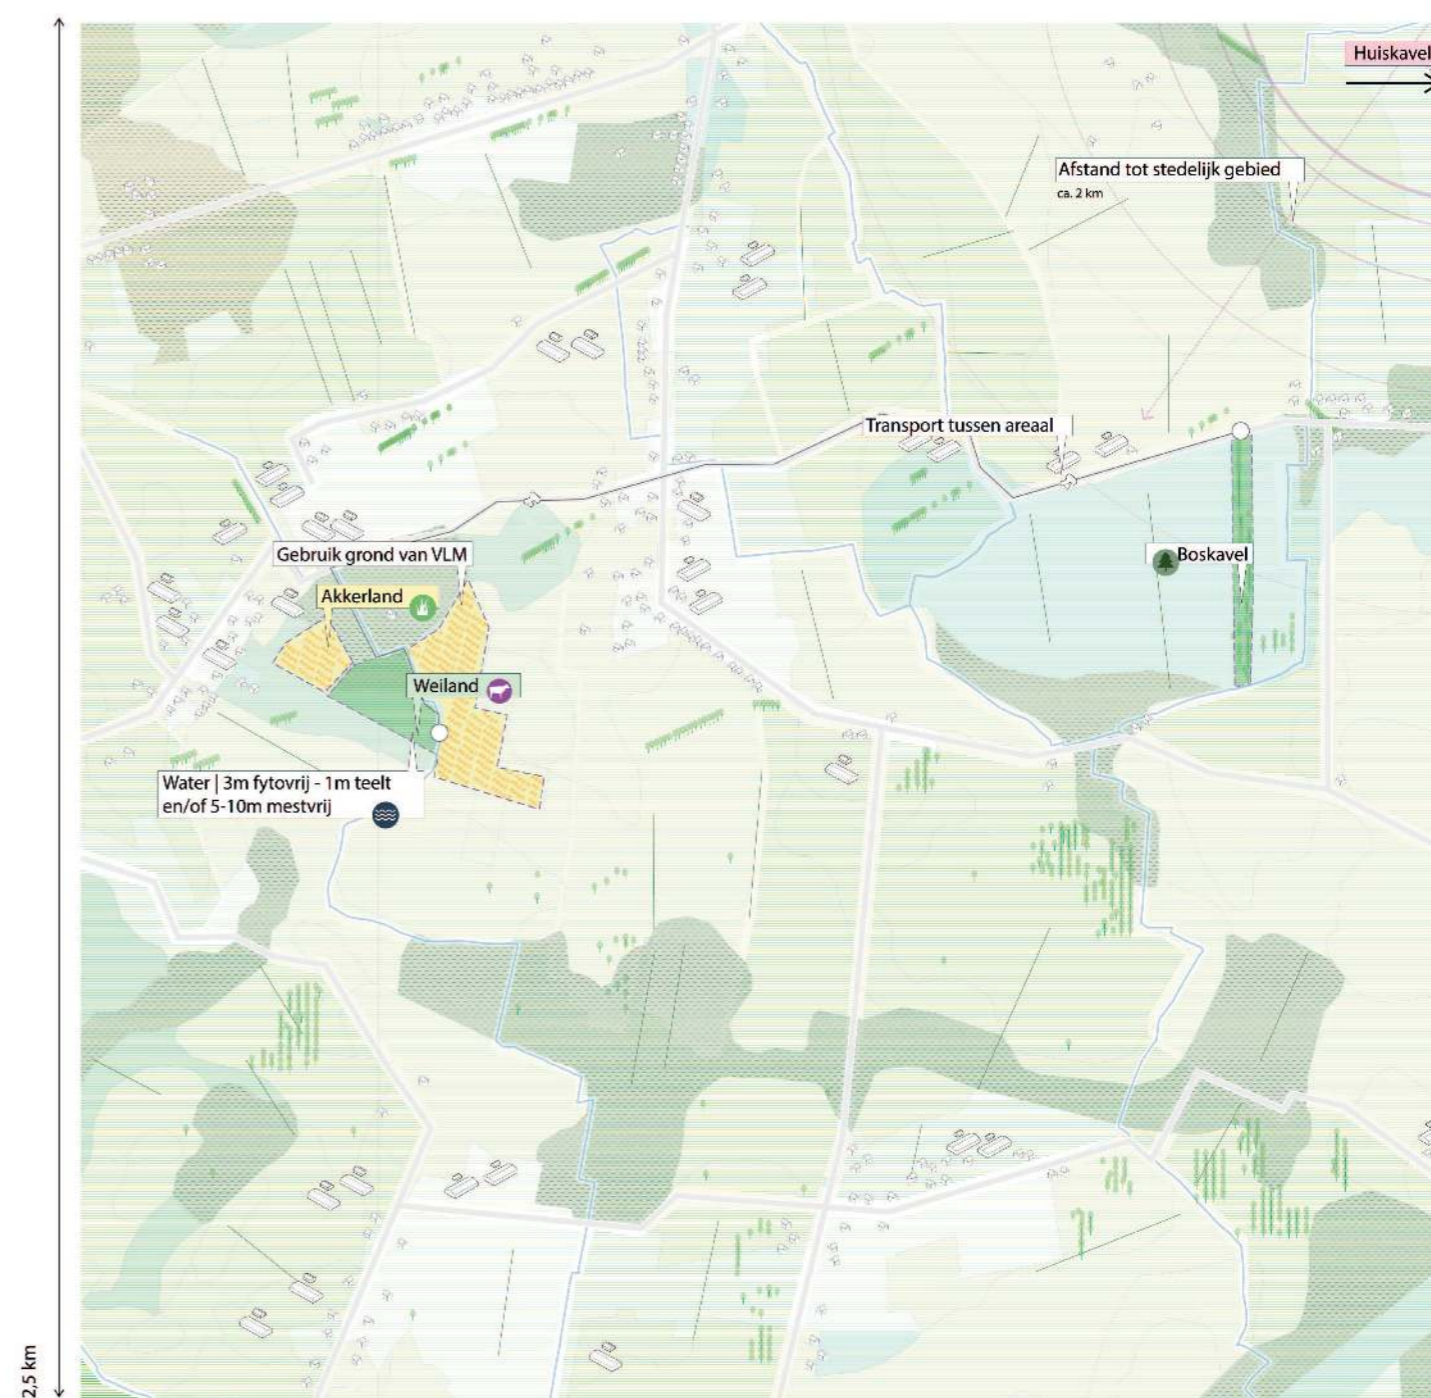 Huiskavel
Afstand tot stedelijk gebied
ca. 2 km
Transport tussen areaal
Gebruik grond van VLM
Boskavel
Akkerland
Weiland
Water | 3m fytovrij - 1m teelt
en/of 5-10m mestvrij
2,5 km